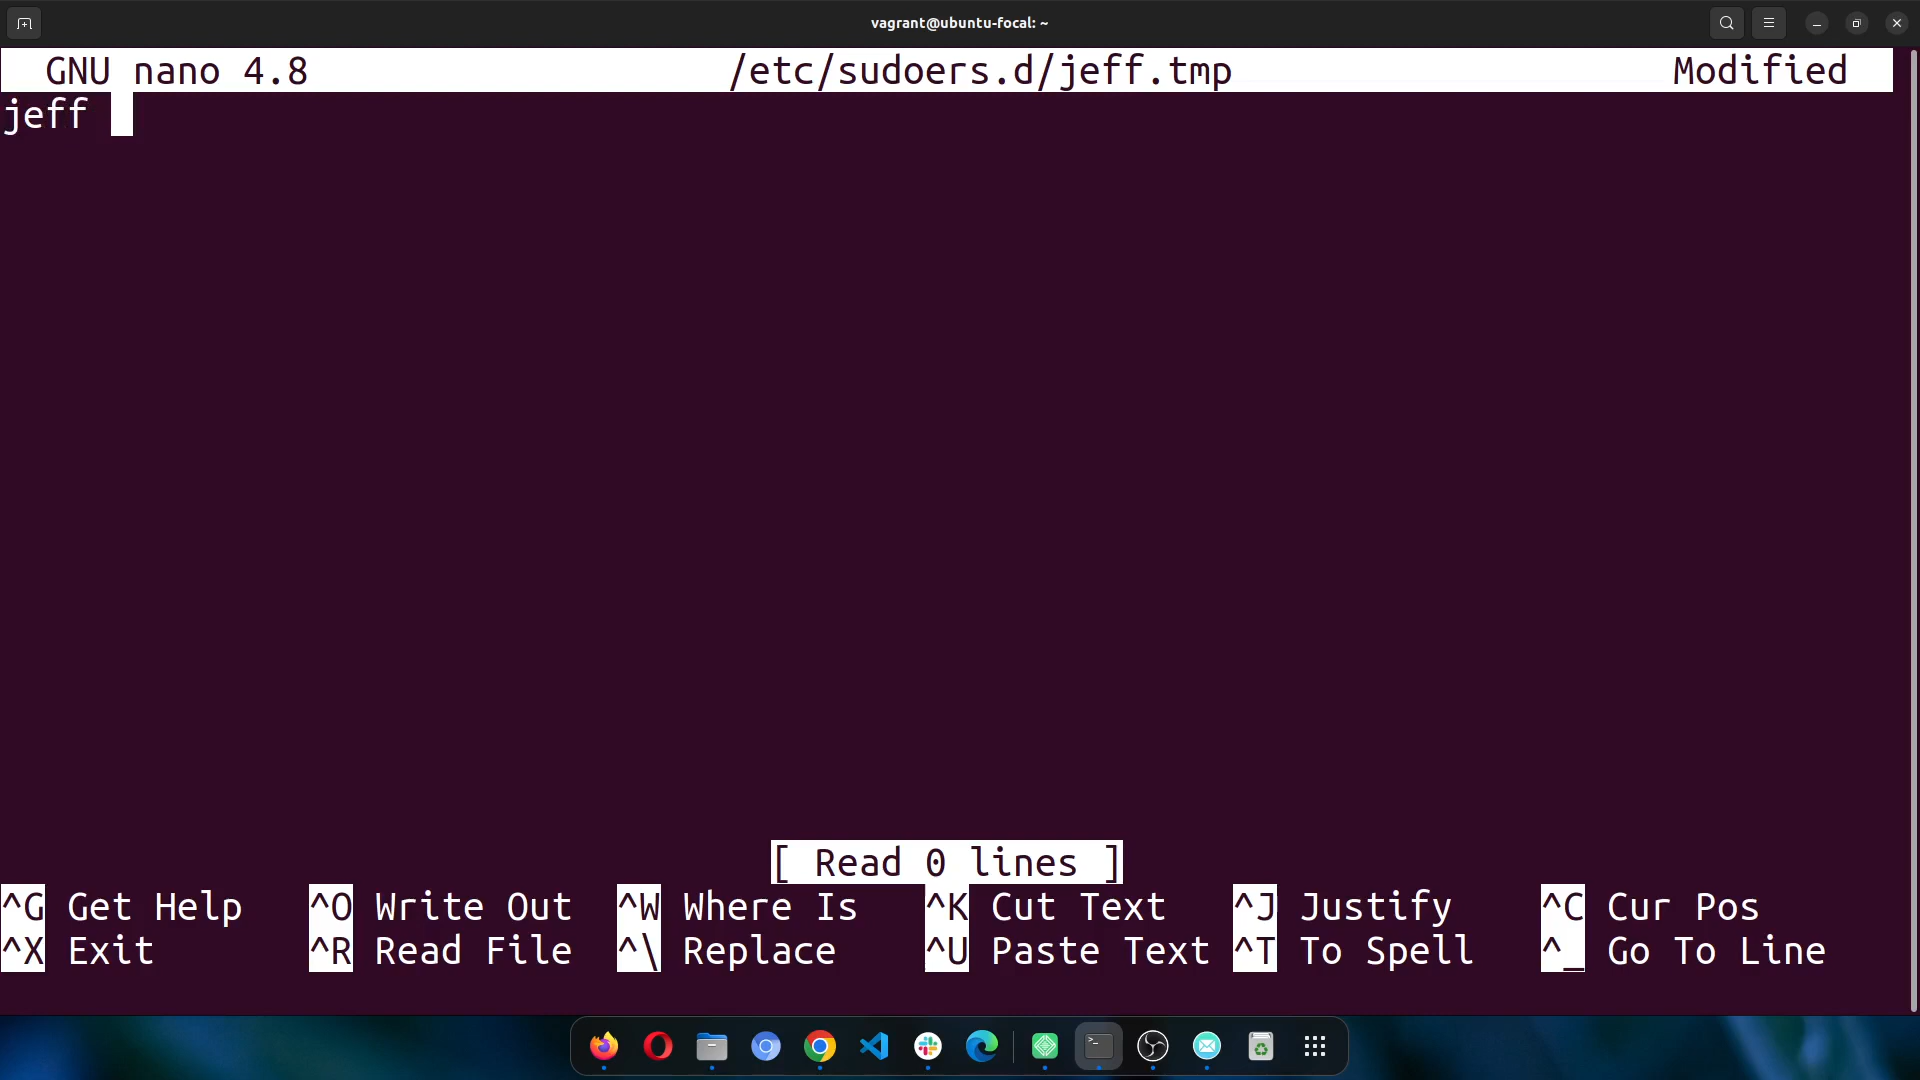 vagrant@ubuntu-focal: ~
GNU nano 4.8 /etc/sudoers.d/jeff.tmp Modified
jeff
[ Read 0 lines ]
^G Get Help ^O Write Out ^W Where Is ^K Cut Text ^J Justify ^C Cur Pos
^X Exit ^R Read File ^\ Replace ^U Paste Text ^T To Spell ^_ Go To Line